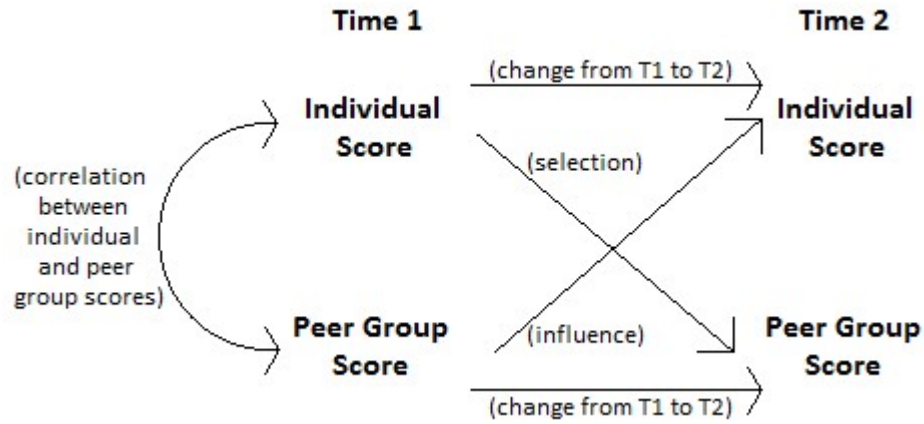 Time 1
Time 2
(change from T1 to T2)
Individual
Score
Individual
Score
(selection)
(correlation
between
individual
and peer
group scores)
Peer Group
Score
(influence)
Peer Group
Score
(change from T1 to T2)